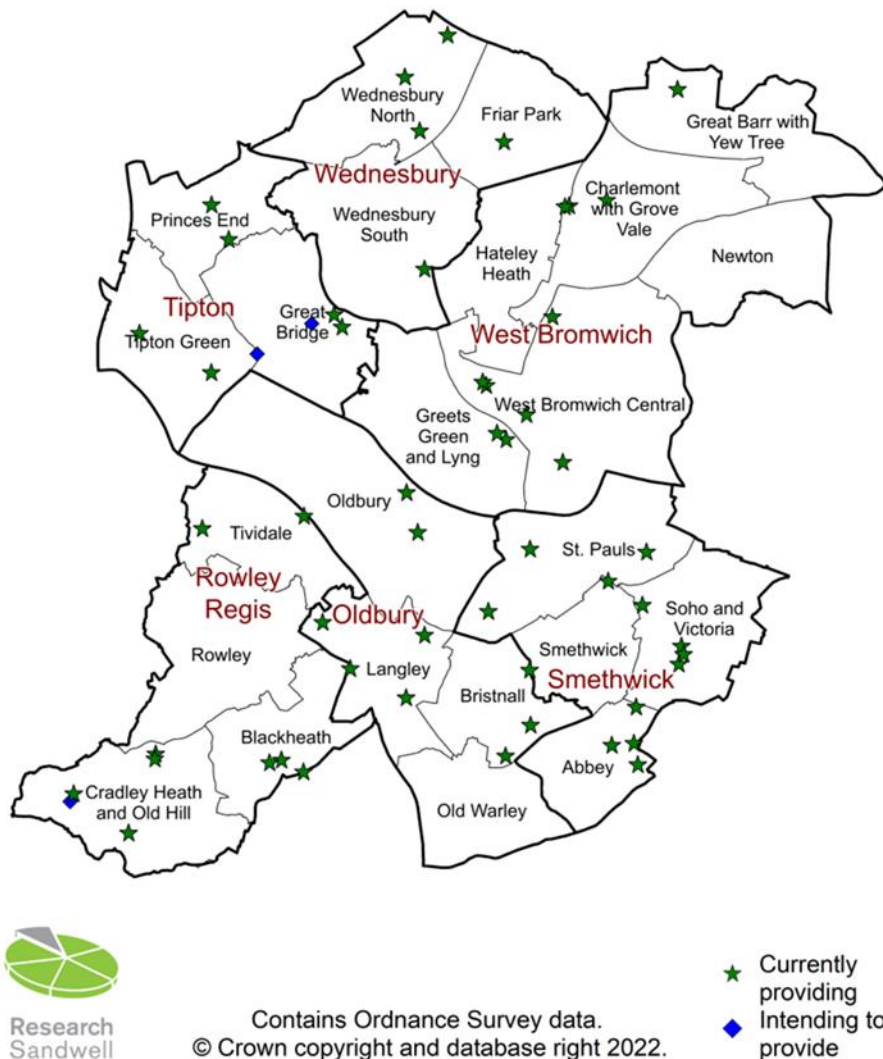 Wednesbury
North
Friar Park
Great Barr with
Yew Tree
Wednesbury
Charlemont
with Grove
Vale
Princes End
Wednesbury
South
Hateley
Heath
Newton
Tipton
Great
Bridge
Tipton Green
West Bromwich
West Bromwich Central
Greets
Green
and Lyng
Oldbury
Tividale
St. Pauls
Rowley
Regis
Oldbury
Soho and
Victoria
Smethwick
Rowley
Langley
Smethwick
Bristnall
Blackheath
Abbey
Cradley Heath
and Old Hill
Old Warley
Currently
providing
Intending to
provide
Research
Sandwell
Contains Ordnance Survey data.
© Crown copyright and database right 2022.